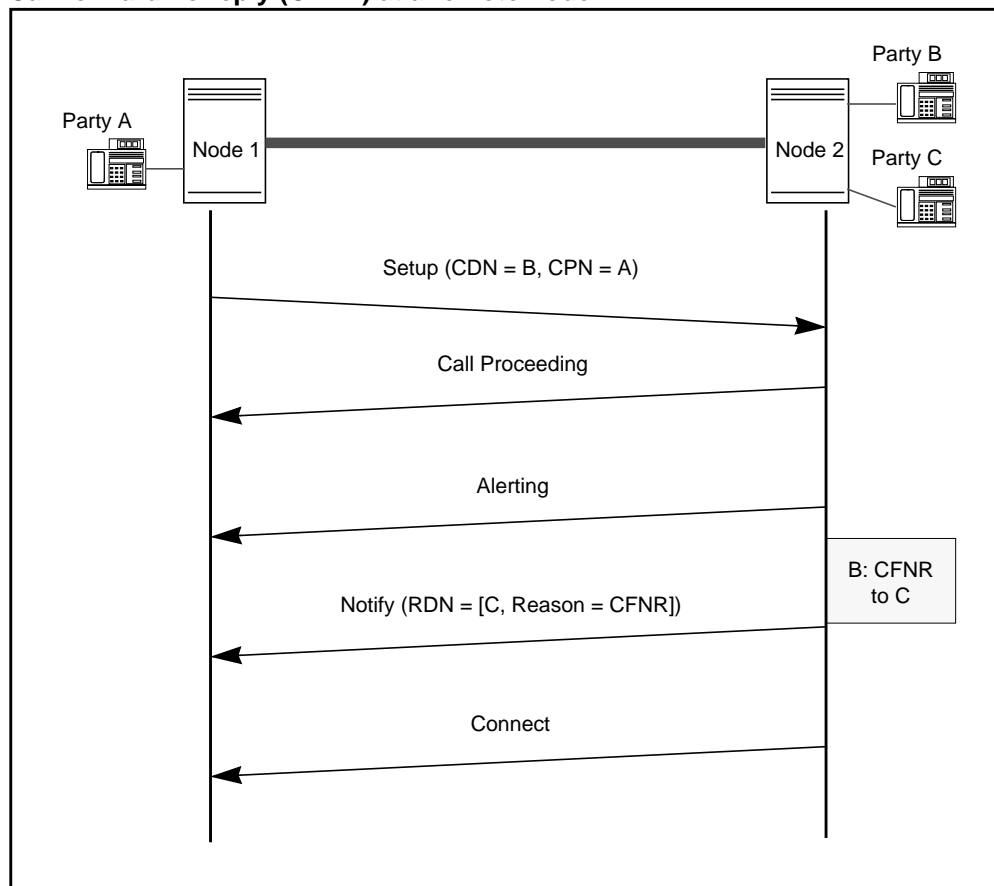 Party B
Party A
Node 1
Node 2
Party C
Setup (CDN = B, CPN = A)
Call Proceeding
Alerting
B: CFNR
to C
Notify (RDN = [C, Reason = CFNR])
Connect